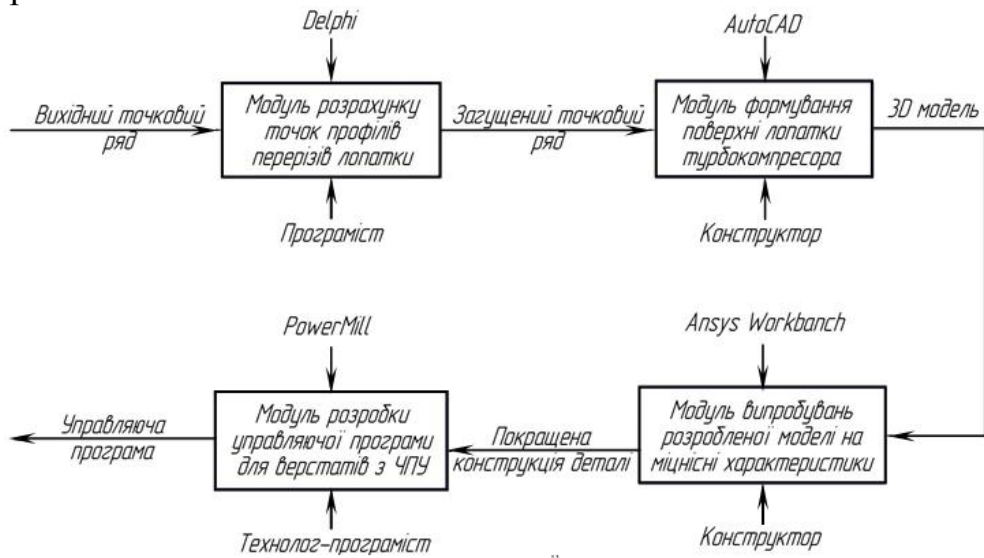 Delphi
AutoCAD
Вихідний точковий
ряд
Модуль розрахунку
точок профілів
перерізів лопатки
Загущений точковий
ряд
Модуль формування
поверхні лопатки
турбокомпресора
3D модель
Програміст
Конструктор
PowerMill
Ansys Workbanch
Управляюча
програма
Модуль розробки
управляючої програми
для верстатів з ЧПУ
Покращена
конструкція деталі
Модуль випробувань
розробленої моделі на
міцнісні характеристики
Технолог-програміст
Конструктор